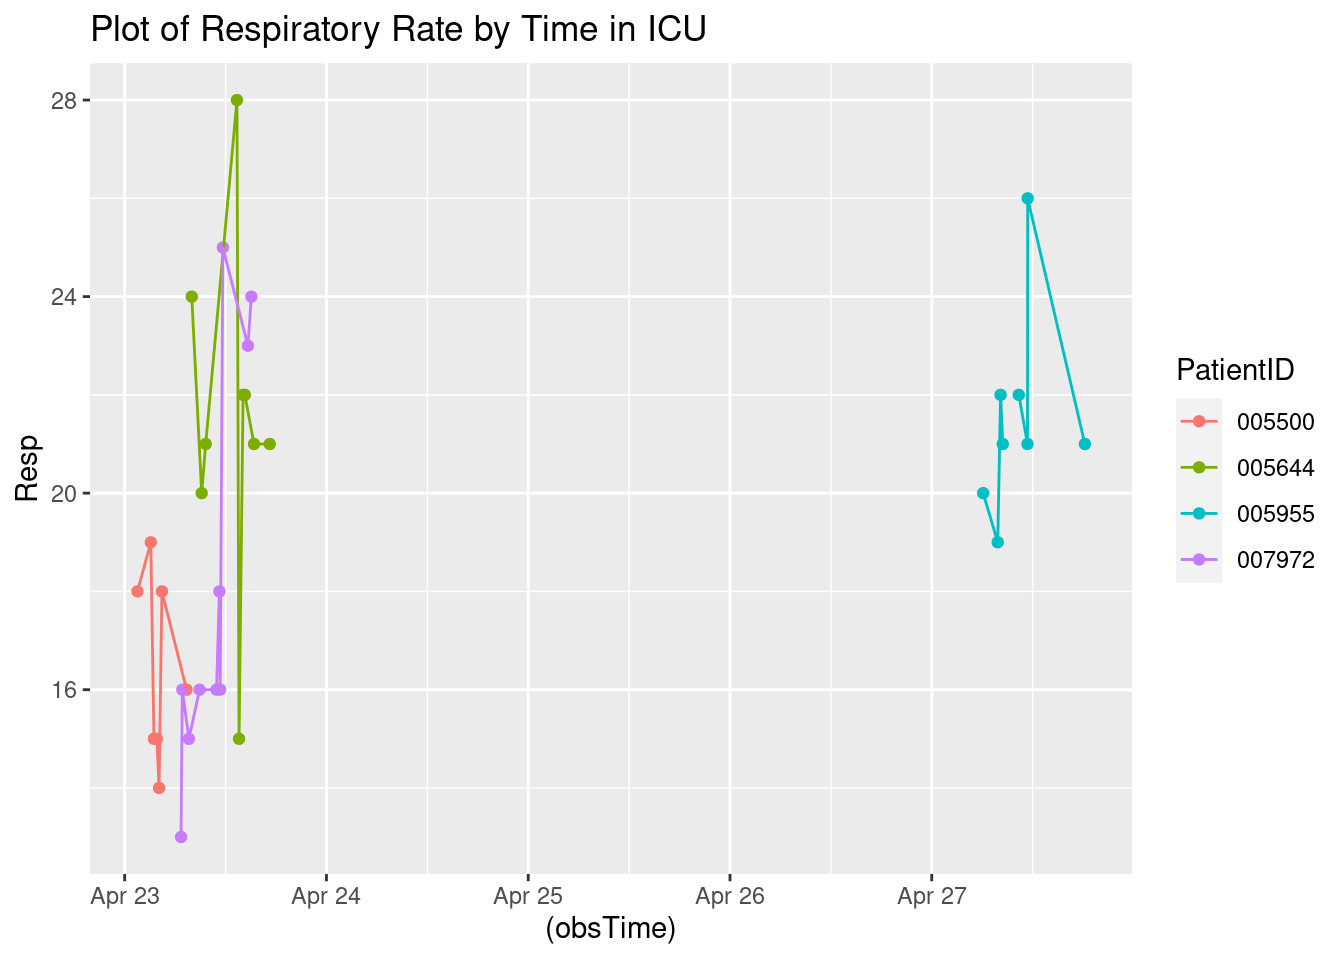 Plot of Respiratory Rate by Time in ICU
28
24
20
16
Resp
Apr 23
Apr 24
Apr 25
Apr 26
Apr 27
(obsTime)
PatientID
005500
005644
005955
007972